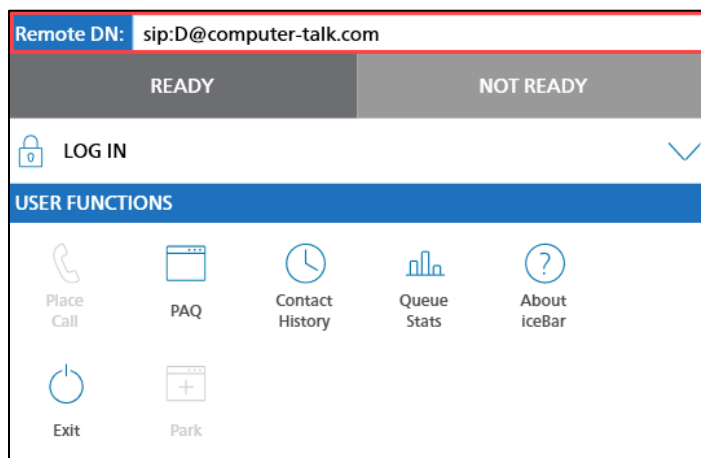 Remote DN: sip:D@computer-talk.com
READY NOT READY
LOG IN
USER FUNCTIONS
Place
Call
PAQ
Contact
History
Queue
Stats
About
iceBar
Exit
Park